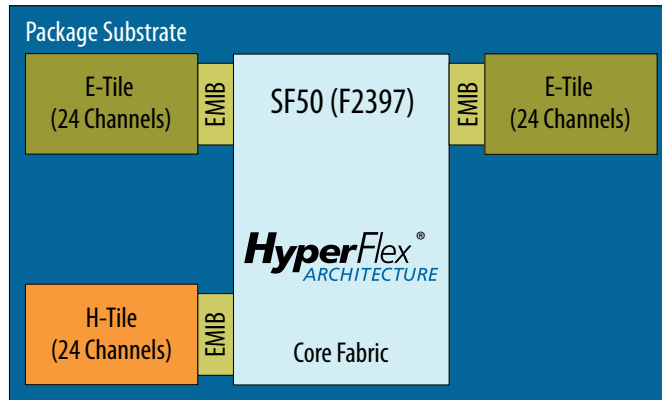 Package Substrate
E-Tile
(24 Channels)
EMIB
SF50 (F2397)
EMIB
E-Tile
(24 Channels)
HyperFlex®
ARCHITECTURE
H-Tile
(24 Channels)
EMIB
Core Fabric